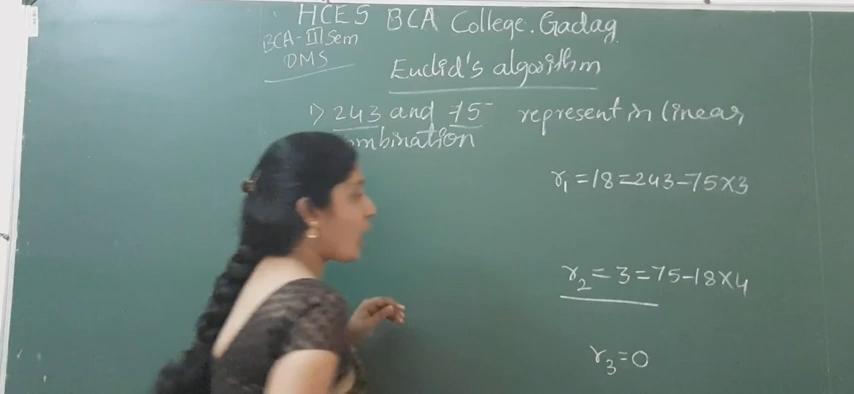 HCES BCA College. Gadag
BCA-III Sem
DMS
Euclid's algorithm
1) 243 and 75 represent in linear
mbination
r₁ = 18 = 243-75×3
r₂ = 3 = 75-18×4
r₃ = 0